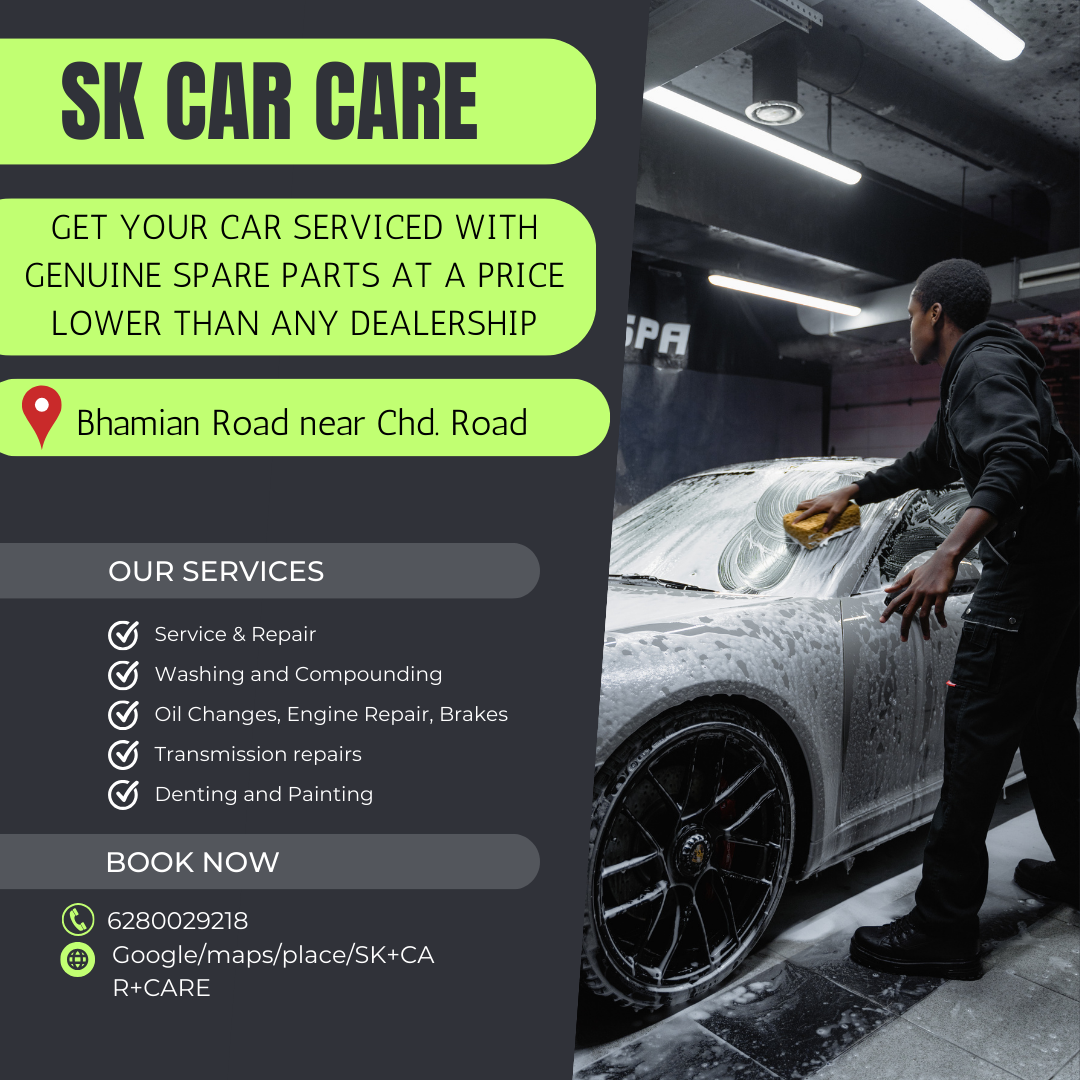 SK CAR CARE
GET YOUR CAR SERVICED WITH
GENUINE SPARE PARTS AT A PRICE
LOWER THAN ANY DEALERSHIP
Bhamian Road near Chd. Road
OUR SERVICES
Service & Repair
Washing and Compounding
Oil Changes, Engine Repair, Brakes
Transmission repairs
Denting and Painting
BOOK NOW
6280029218
Google/maps/place/SK+CA
R+CARE
SPA